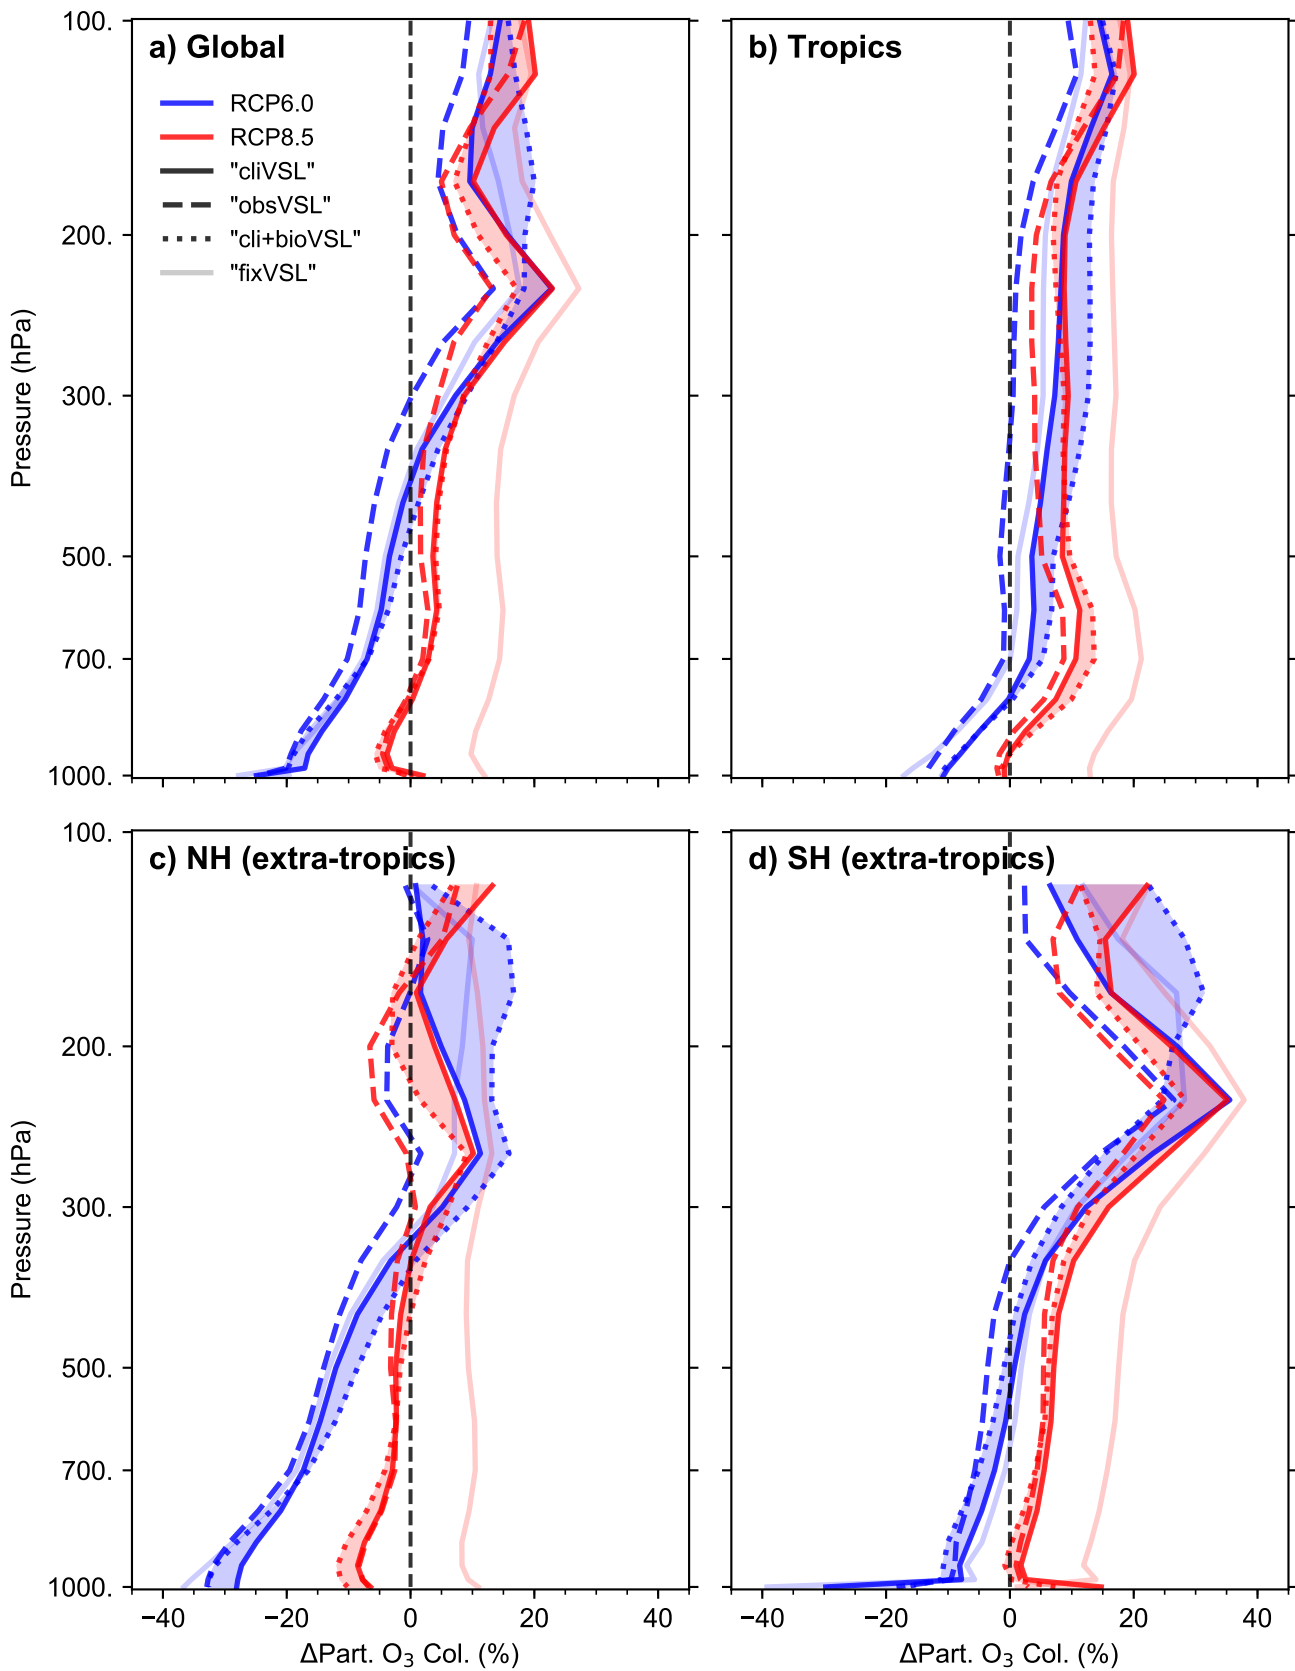 a) Global
b) Tropics
RCP6.0
RCP8.5
"cliVSL"
"obsVSL"
"cli+bioVSL"
"fixVSL"
100.
200.
300.
500.
700.
1000.
Pressure (hPa)
c) NH (extra-tropics)
d) SH (extra-tropics)
100.
200.
300.
500.
700.
1000.
Pressure (hPa)
−40 −20 0 20 40
−40 −20 0 20 40
ΔPart. O₃ Col. (%)
ΔPart. O₃ Col. (%)